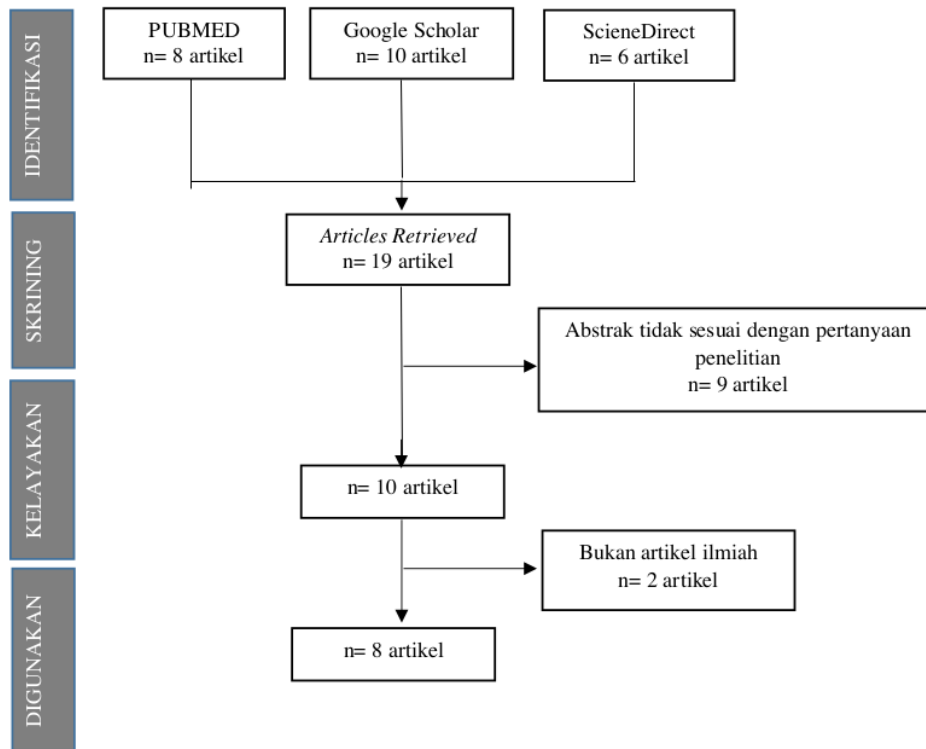 IDENTIFIKASI
PUBMED
n= 8 artikel
Google Scholar
n= 10 artikel
ScieneDirect
n= 6 artikel
SKRINING
Articles Retrieved
n= 19 artikel
Abstrak tidak sesuai dengan pertanyaan
penelitian
n= 9 artikel
KELAYAKAN
n= 10 artikel
Bukan artikel ilmiah
n= 2 artikel
DIGUNAKAN
n= 8 artikel